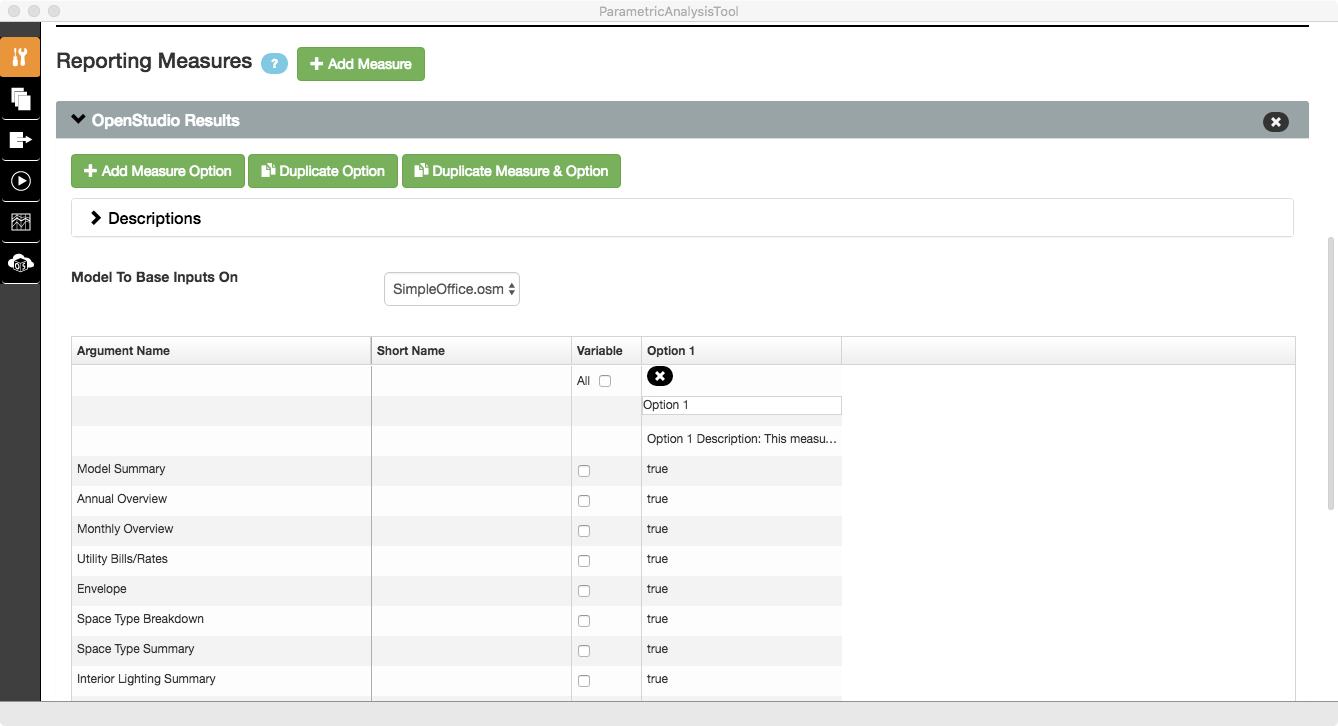 ParametricAnalysisTool
Reporting Measures ? Add Measure
OpenStudio Results
Add Measure Option Duplicate Option Duplicate Measure & Option
Descriptions
Model To Base Inputs On
SimpleOffice.osm
Argument Name Short Name Variable Option 1
All
Option 1
Option 1 Description: This measu...
Model Summary true
Annual Overview true
Monthly Overview true
Utility Bills/Rates true
Envelope true
Space Type Breakdown true
Space Type Summary true
Interior Lighting Summary true